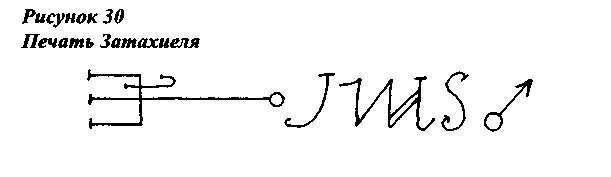 Рисунок 30
Печать Затахиеля